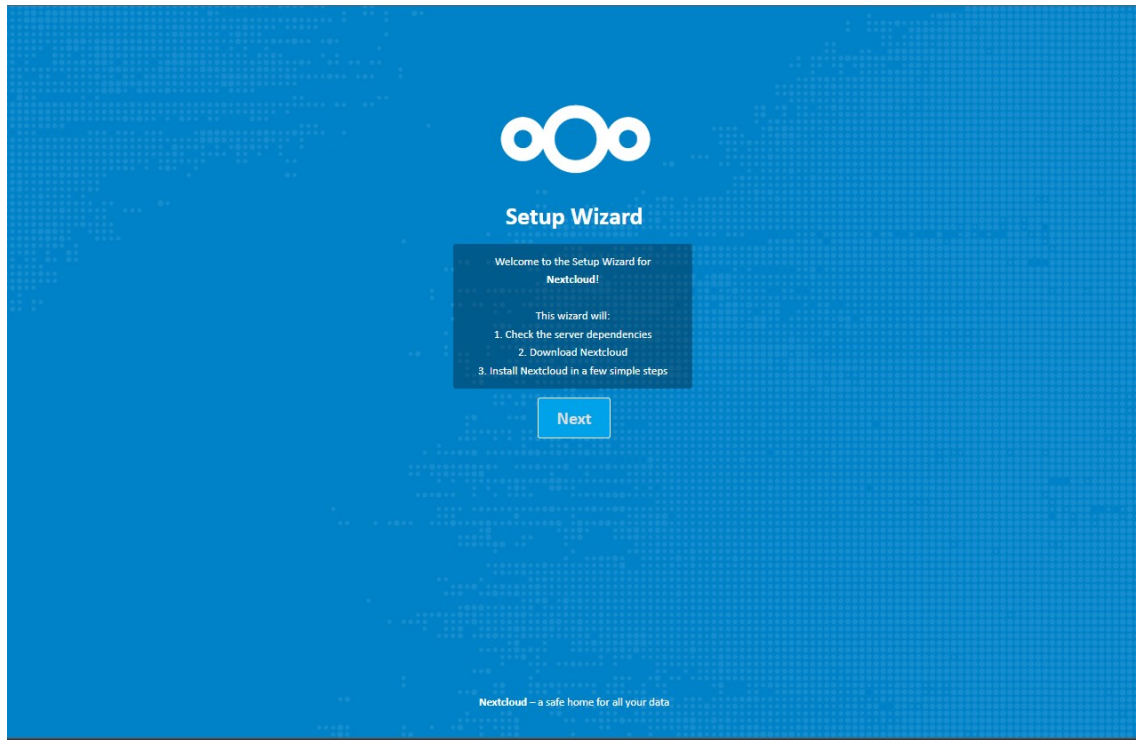 Setup Wizard
Welcome to the Setup Wizard for
Nextcloud!
This wizard will:
1. Check the server dependencies
2. Download Nextcloud
3. Install Nextcloud in a few simple steps
Next
Nextcloud – a safe home for all your data